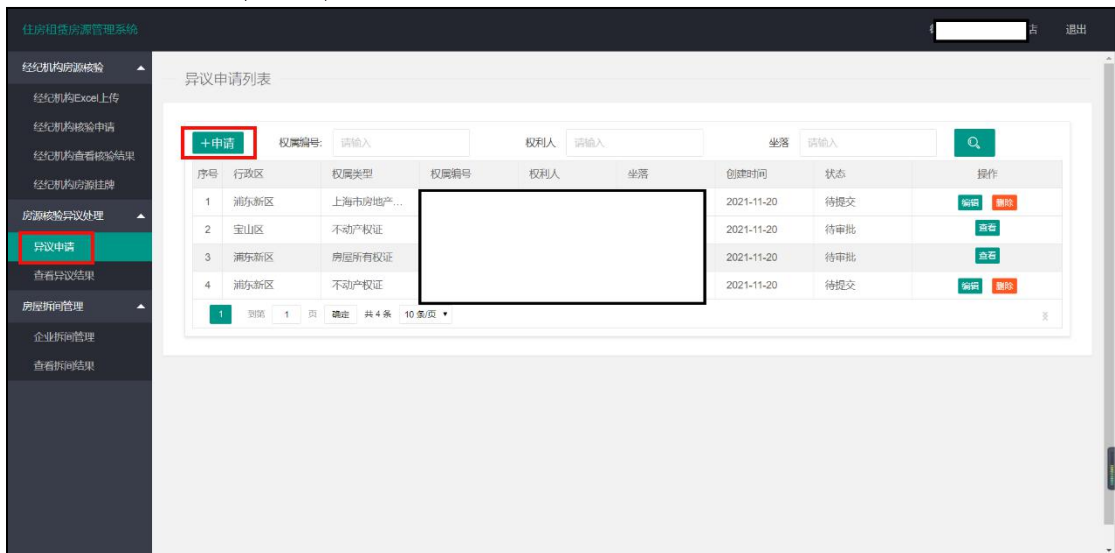 住房租赁房源管理系统
店 退出
经纪机构房源核验
经纪机构Excel上传
经纪机构核验申请
经纪机构查看核验结果
经纪机构房源挂牌
房源核验异议处理
异议申请
查看异议结果
房屋拆间管理
企业拆间管理
查看拆间结果
异议申请列表
+申请 权属编号: 请输入 权利人 请输入 坐落 请输入
序号 行政区 权属类型 权属编号 权利人 坐落 创建时间 状态 操作
1 浦东新区 上海市房地产... 2021-11-20 待提交 编辑 删除
2 宝山区 不动产权证 2021-11-20 待审批 查看
3 浦东新区 房屋所有权证 2021-11-20 待审批 查看
4 浦东新区 不动产权证 2021-11-20 待提交 编辑 删除
1 到第 1 页 确定 共 4 条 10 条/页